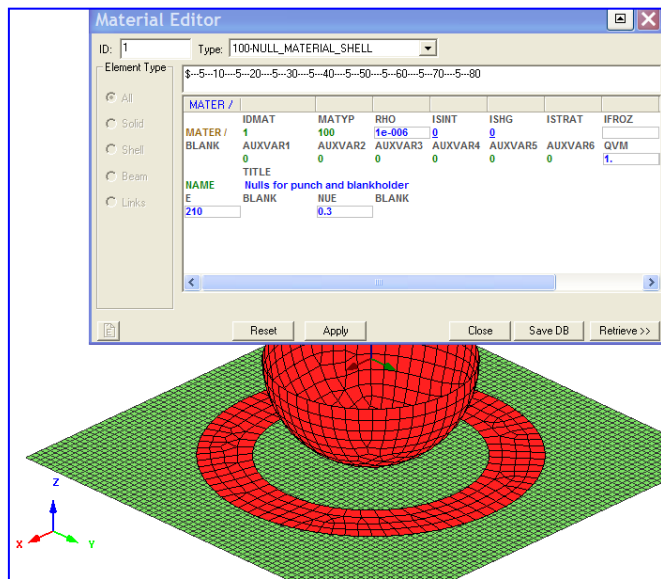 Material Editor
ID: 1 Type: 100-NULL_MATERIAL_SHELL
Element Type
All
Solid
Shell
Beam
Links
$---5---10----5---20----5---30----5---40----5---50----5---60----5---70----5---80
MATER /
IDMAT MATYP RHO ISINT ISHG ISTRAT IFROZ
MATER / 1 100 1e-006 0 0
BLANK AUXVAR1 AUXVAR2 AUXVAR3 AUXVAR4 AUXVAR5 AUXVAR6 QVM
0 0 0 0 0 0 1.
TITLE
NAME Nulls for punch and blankholder
E BLANK NUE BLANK
210 0.3
E Reset Apply Close Save DB Retrieve >>
Z
X Y